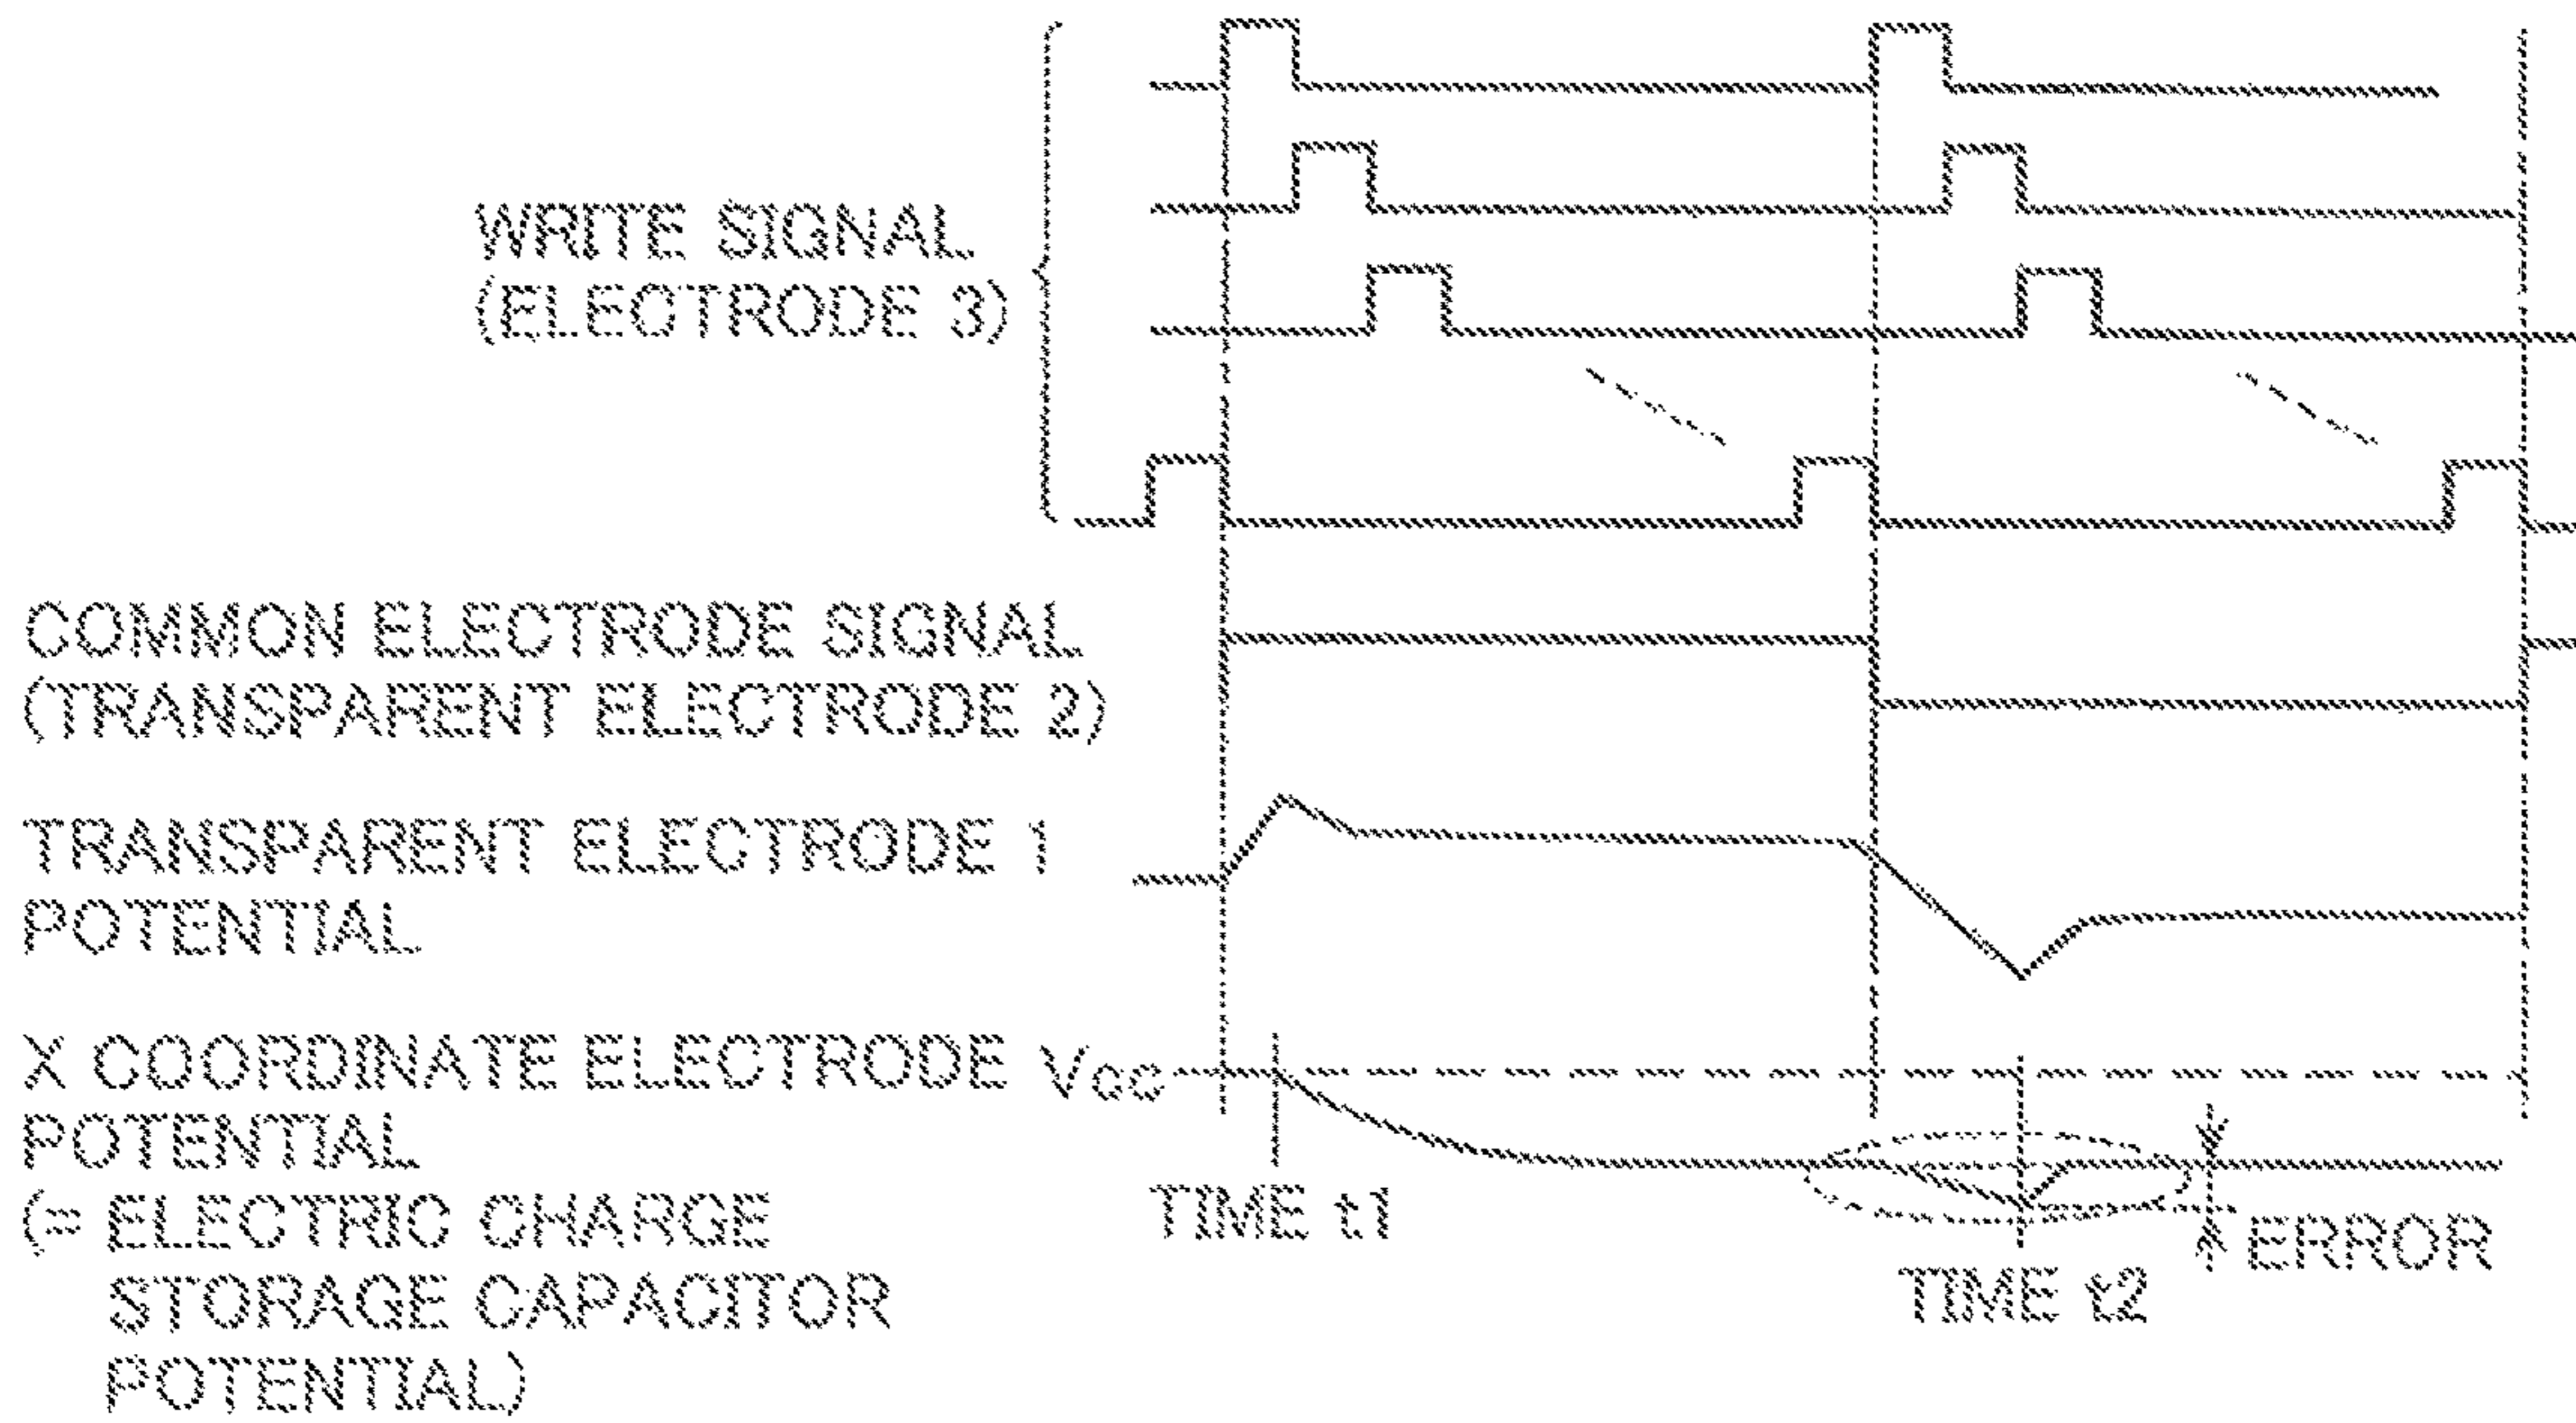 WRITE SIGNAL
(ELECTRODE 3)
COMMON ELECTRODE SIGNAL
(TRANSPARENT ELECTRODE 2)
TRANSPARENT ELECTRODE 1
POTENTIAL
X COORDINATE ELECTRODE VGC
POTENTIAL
(= ELECTRIC CHARGE
STORAGE CAPACITOR
POTENTIAL)
TIME t1
TIME t2
ERROR